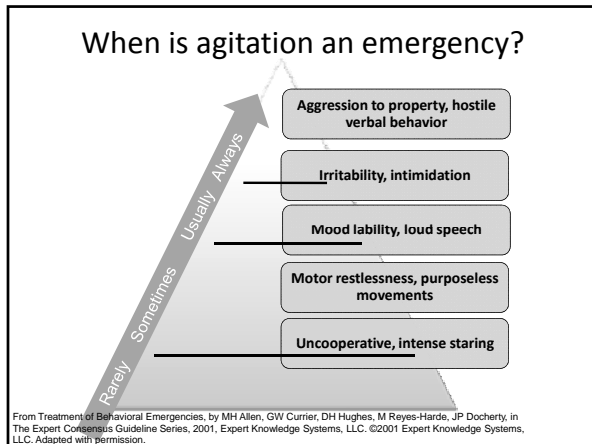 When is agitation an emergency?
Aggression to property, hostile
verbal behavior
Irritability, intimidation
Mood lability, loud speech
Motor restlessness, purposeless
movements
Uncooperative, intense staring
Rarely Sometimes Usually Always
From Treatment of Behavioral Emergencies, by MH Allen, GW Currier, DH Hughes, M Reyes-Harde, JP Docherty, in
The Expert Consensus Guideline Series, 2001, Expert Knowledge Systems, LLC. ©2001 Expert Knowledge Systems,
LLC. Adapted with permission.